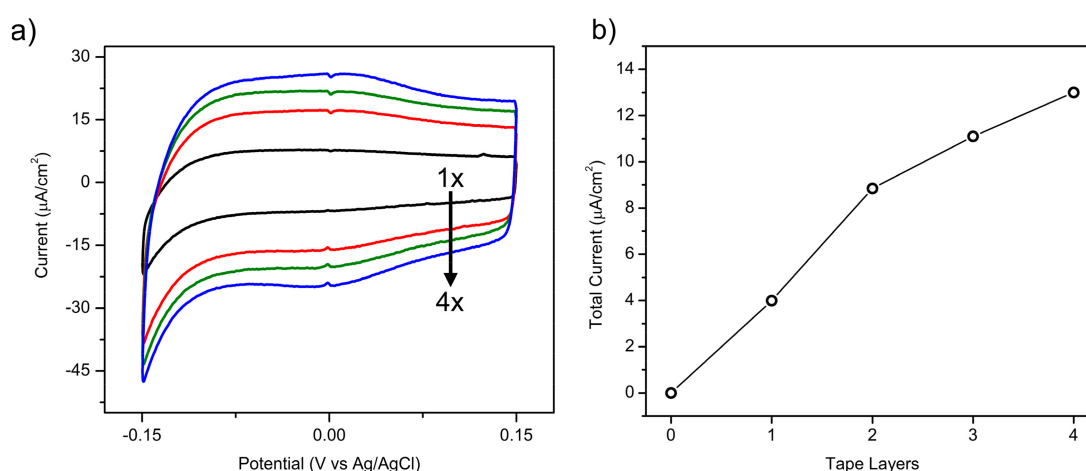 a)
30
15
0
-15
-30
-45
Current (µA/cm²)
1x
4x
-0.15
0.00
0.15
Potential (V vs Ag/AgCl)
b)
14
12
10
8
6
4
2
0
Total Current (µA/cm²)
0
1
2
3
4
Tape Layers